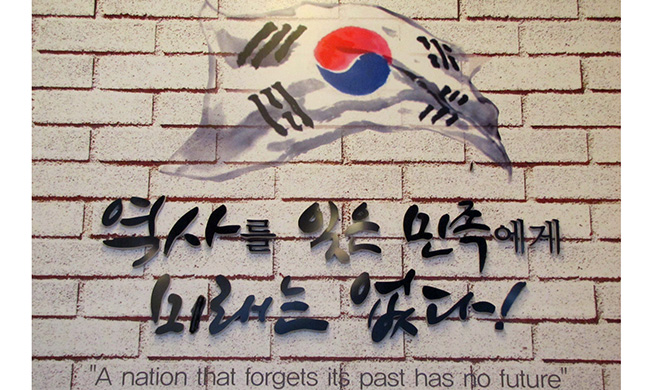 역사를 잊은 민족에게
미래는 없다!
"A nation that forgets its past has no future"